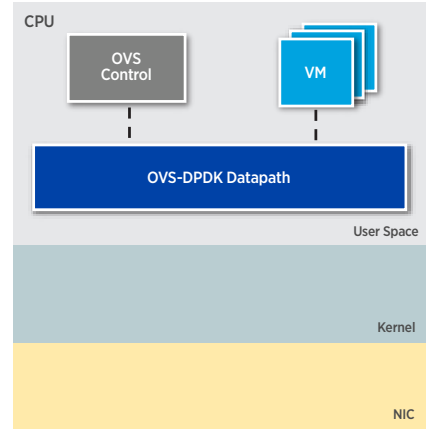 CPU
OVS
Control
VM
OVS-DPDK Datapath
User Space
Kernel
NIC